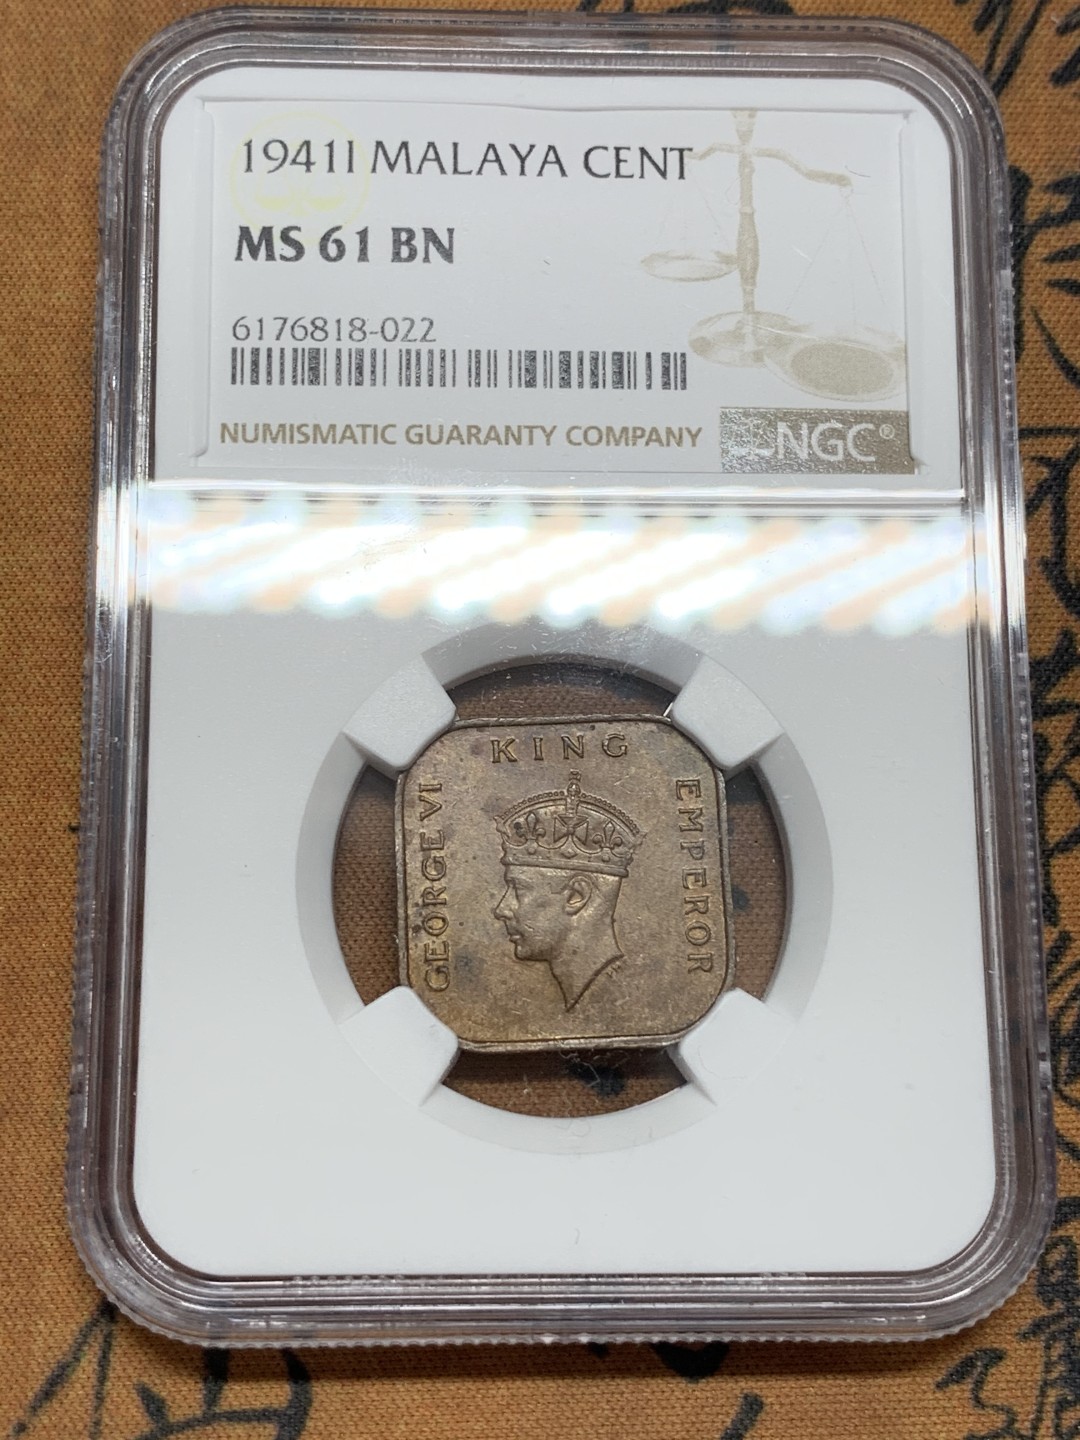 1941I MALAYA CENT
MS 61 BN
6176818-022
NUMISMATIC GUARANTY COMPANY
NGC®
GEORGE VI
KING
EMPEROR